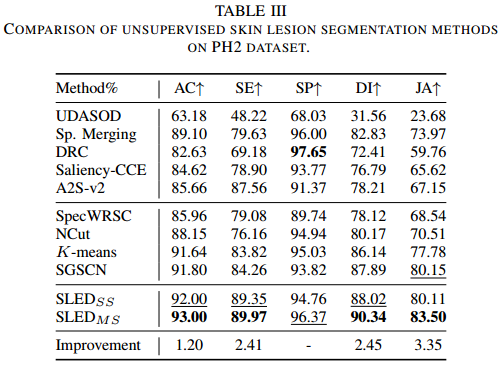 TABLE III
COMPARISON OF UNSUPERVISED SKIN LESION SEGMENTATION METHODS
ON PH2 DATASET.
Method% AC↑ SE↑ SP↑ DI↑ JA↑
UDASOD 63.18 48.22 68.03 31.56 23.68
Sp. Merging 89.10 79.63 96.00 82.83 73.97
DRC 82.63 69.18 97.65 72.41 59.76
Saliency-CCE 84.62 78.90 93.77 76.79 65.62
A2S-v2 85.66 87.56 91.37 78.21 67.15
SpecWRSC 85.96 79.08 89.74 78.12 68.54
NCut 88.15 76.16 94.94 80.17 70.51
K-means 91.64 83.82 95.03 86.14 77.78
SGSCN 91.80 84.26 93.82 87.89 80.15
SLED_SS 92.00 89.35 94.76 88.02 80.11
SLED_MS 93.00 89.97 96.37 90.34 83.50
Improvement 1.20 2.41 - 2.45 3.35